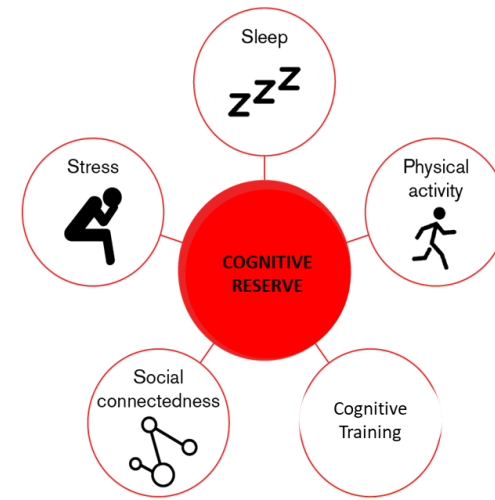 Sleep
zzz
Stress
Physical
activity
COGNITIVE
RESERVE
Social
connectedness
Cognitive
Training